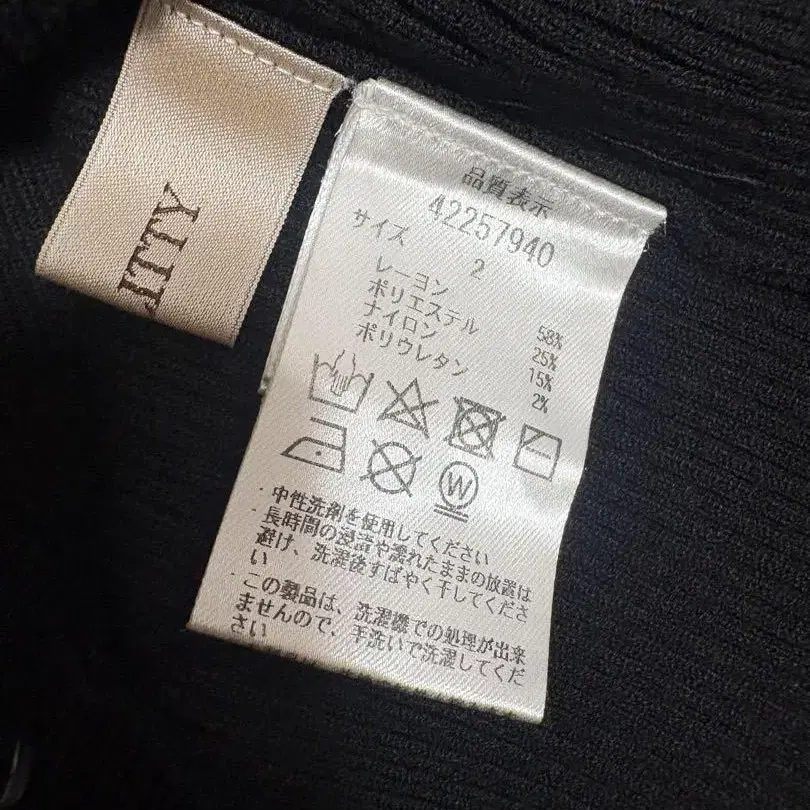 ITTY
品質表示
42257940
サイズ 2
レーヨン 58%
ポリエステル 25%
ナイロン 15%
ポリウレタン 2%
W
・中性洗剤を使用してください
・長時間の浸漬や濡れたままの放置は
避け、洗濯後すばやく干してくださ
い
・この製品は、洗濯機での処理が出来
ませんので、手洗いで洗濯してくだ
さい